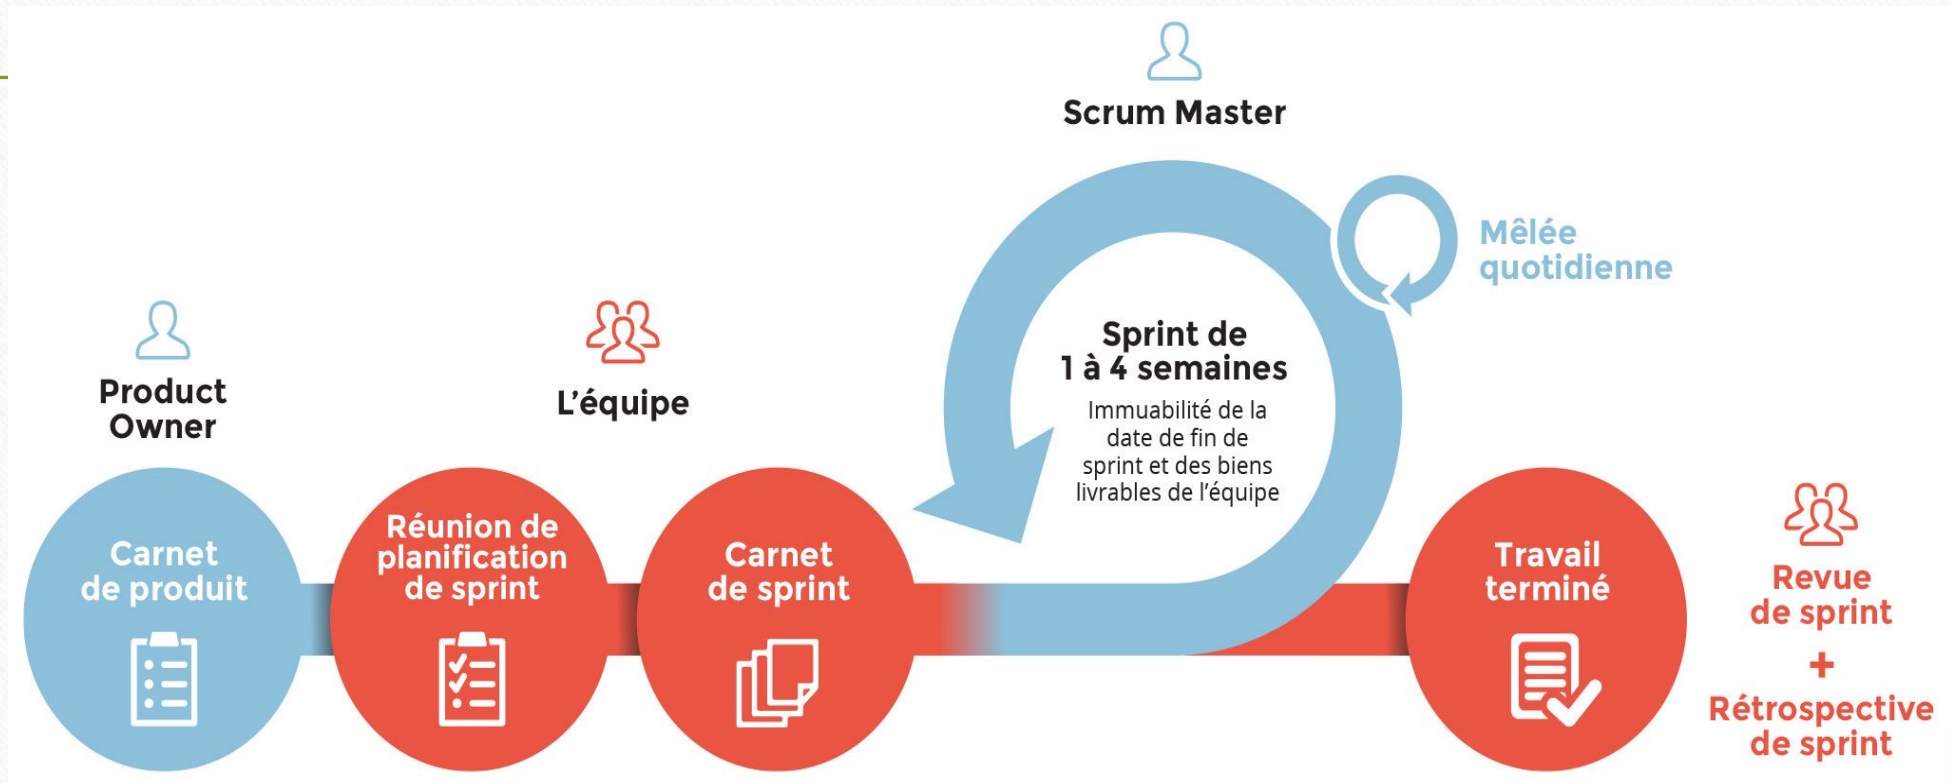 Scrum Master
Mêlée
quotidienne
Sprint de
1 à 4 semaines
Immuabilité de la
date de fin de
sprint et des biens
livrables de l'équipe
Product
Owner
L'équipe
Carnet
de produit
Réunion de
planification
de sprint
Carnet
de sprint
Travail
terminé
Revue
de sprint
+
Rétrospective
de sprint